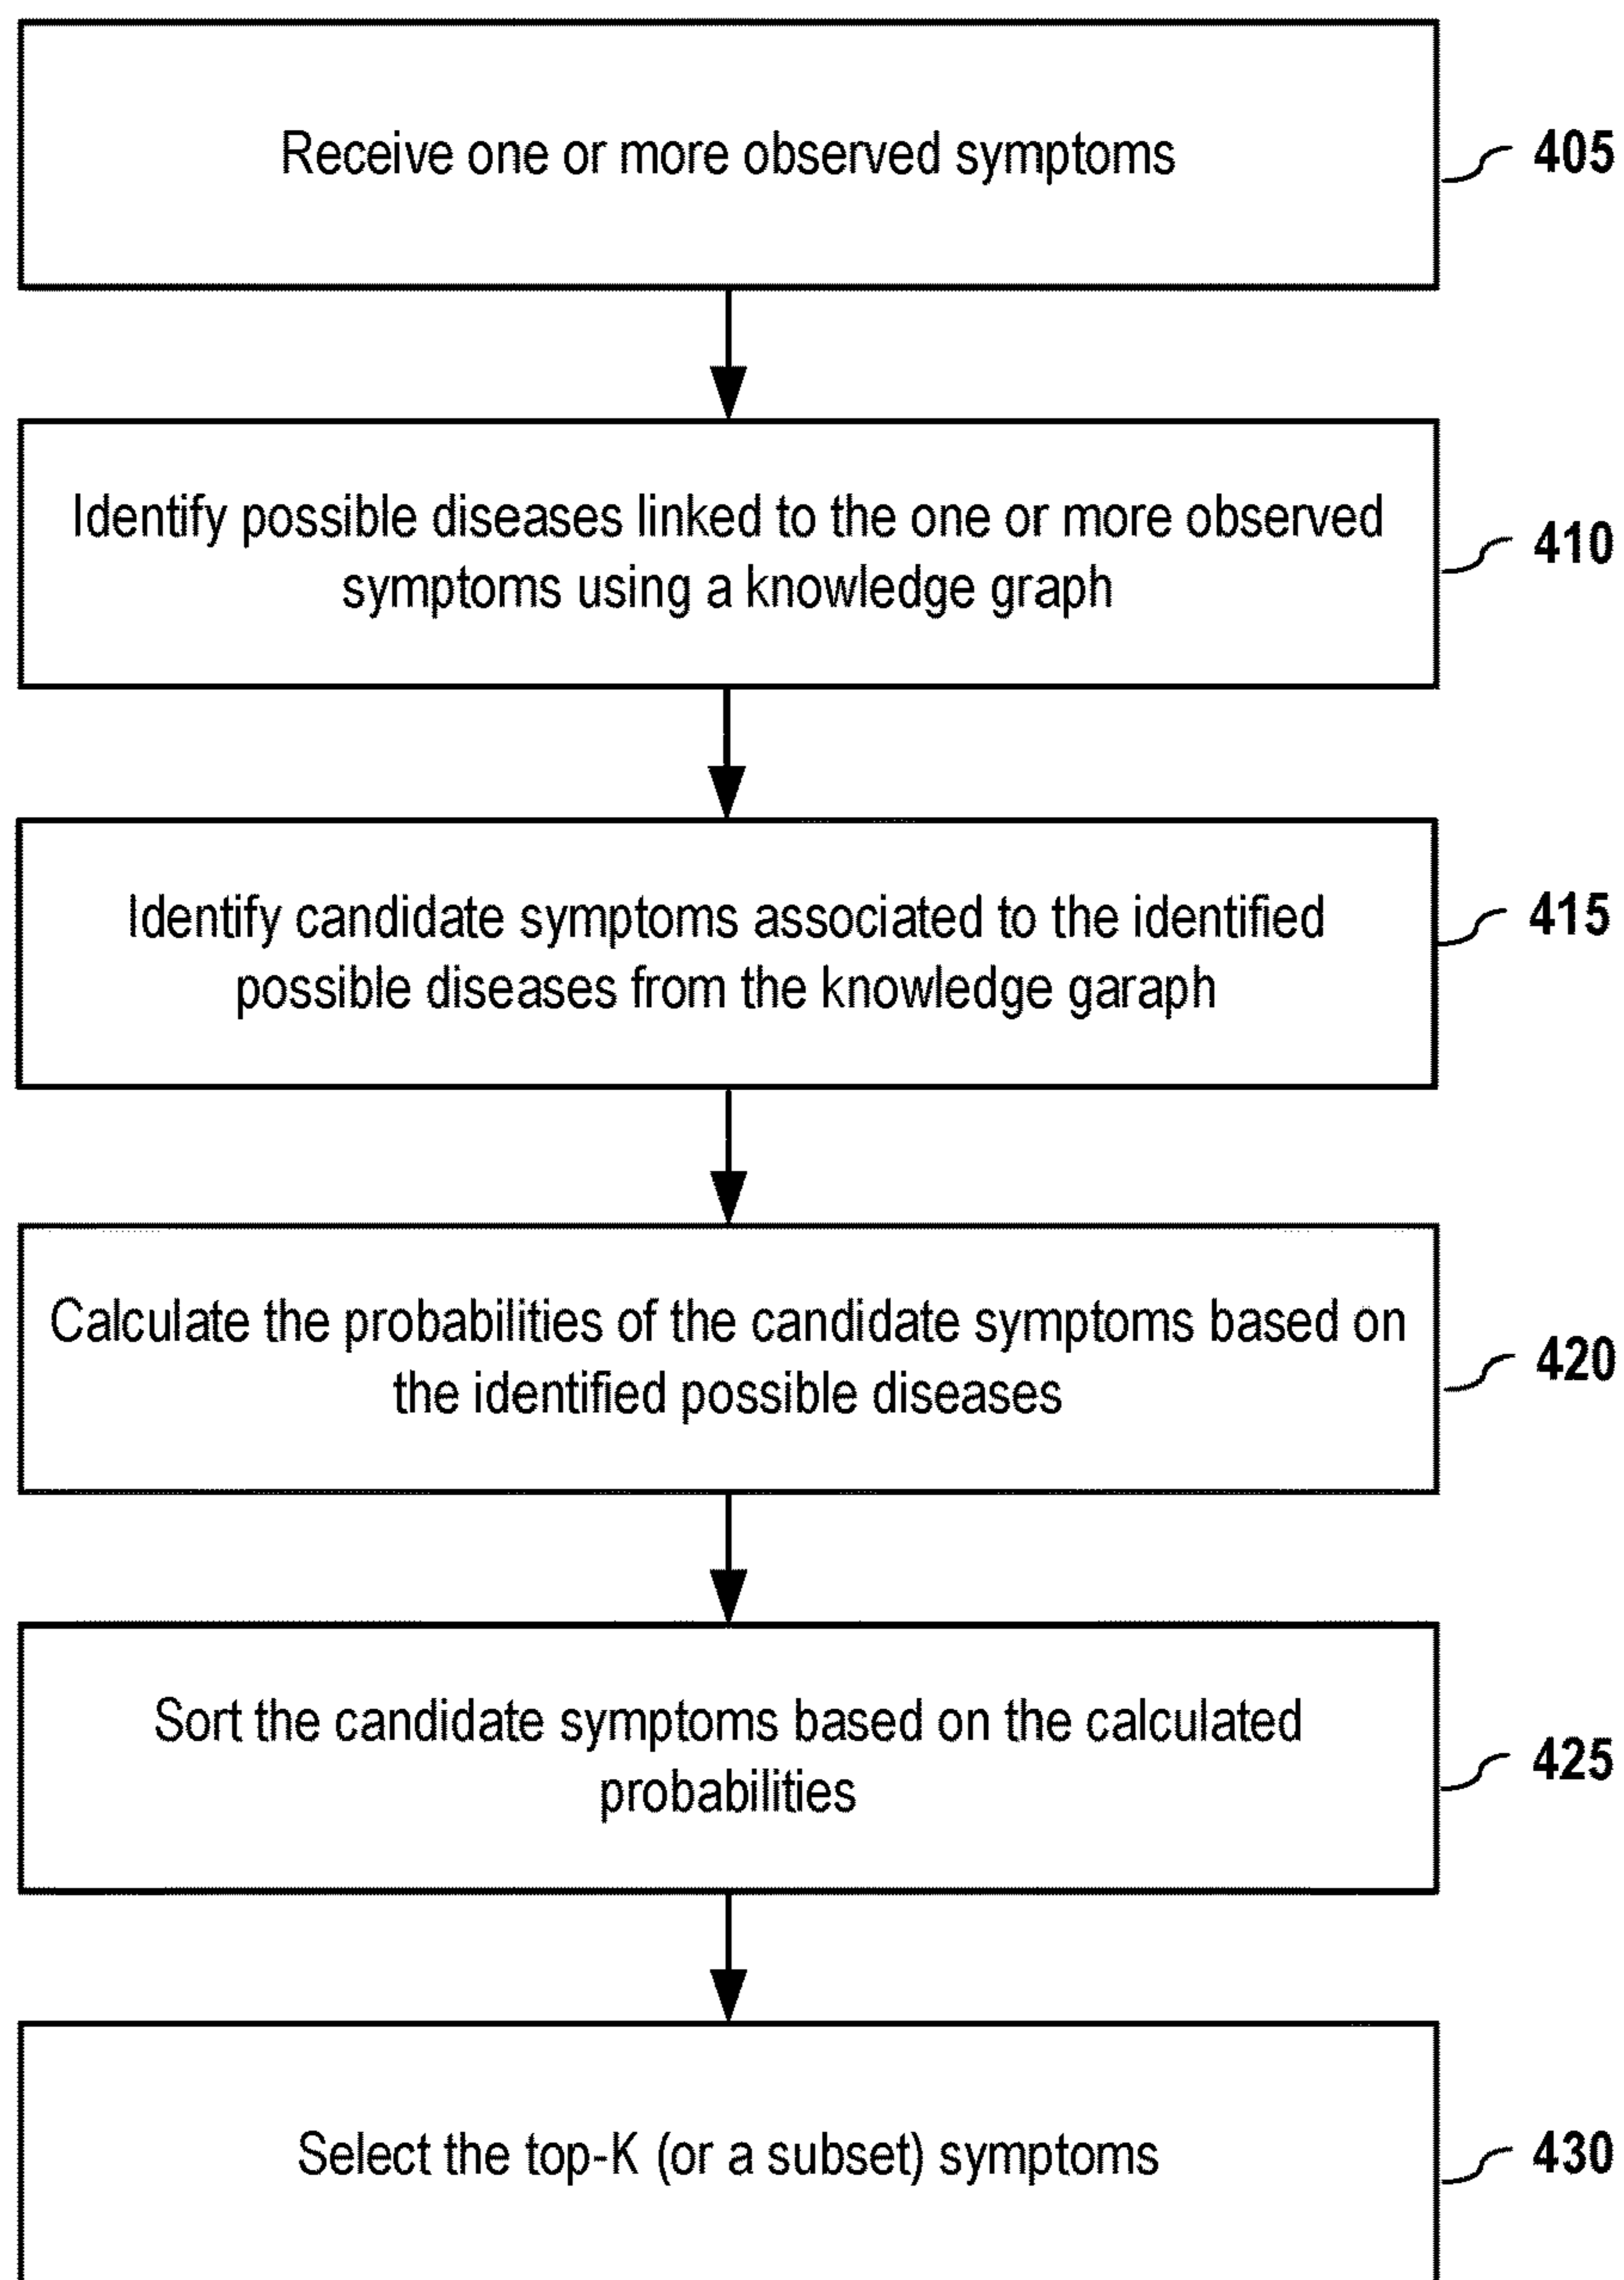 Receive one or more observed symptoms
405
Identify possible diseases linked to the one or more observed
symptoms using a knowledge graph
410
Identify candidate symptoms associated to the identified
possible diseases from the knowledge garaph
415
Calculate the probabilities of the candidate symptoms based on
the identified possible diseases
420
Sort the candidate symptoms based on the calculated
probabilities
425
Select the top-K (or a subset) symptoms
430